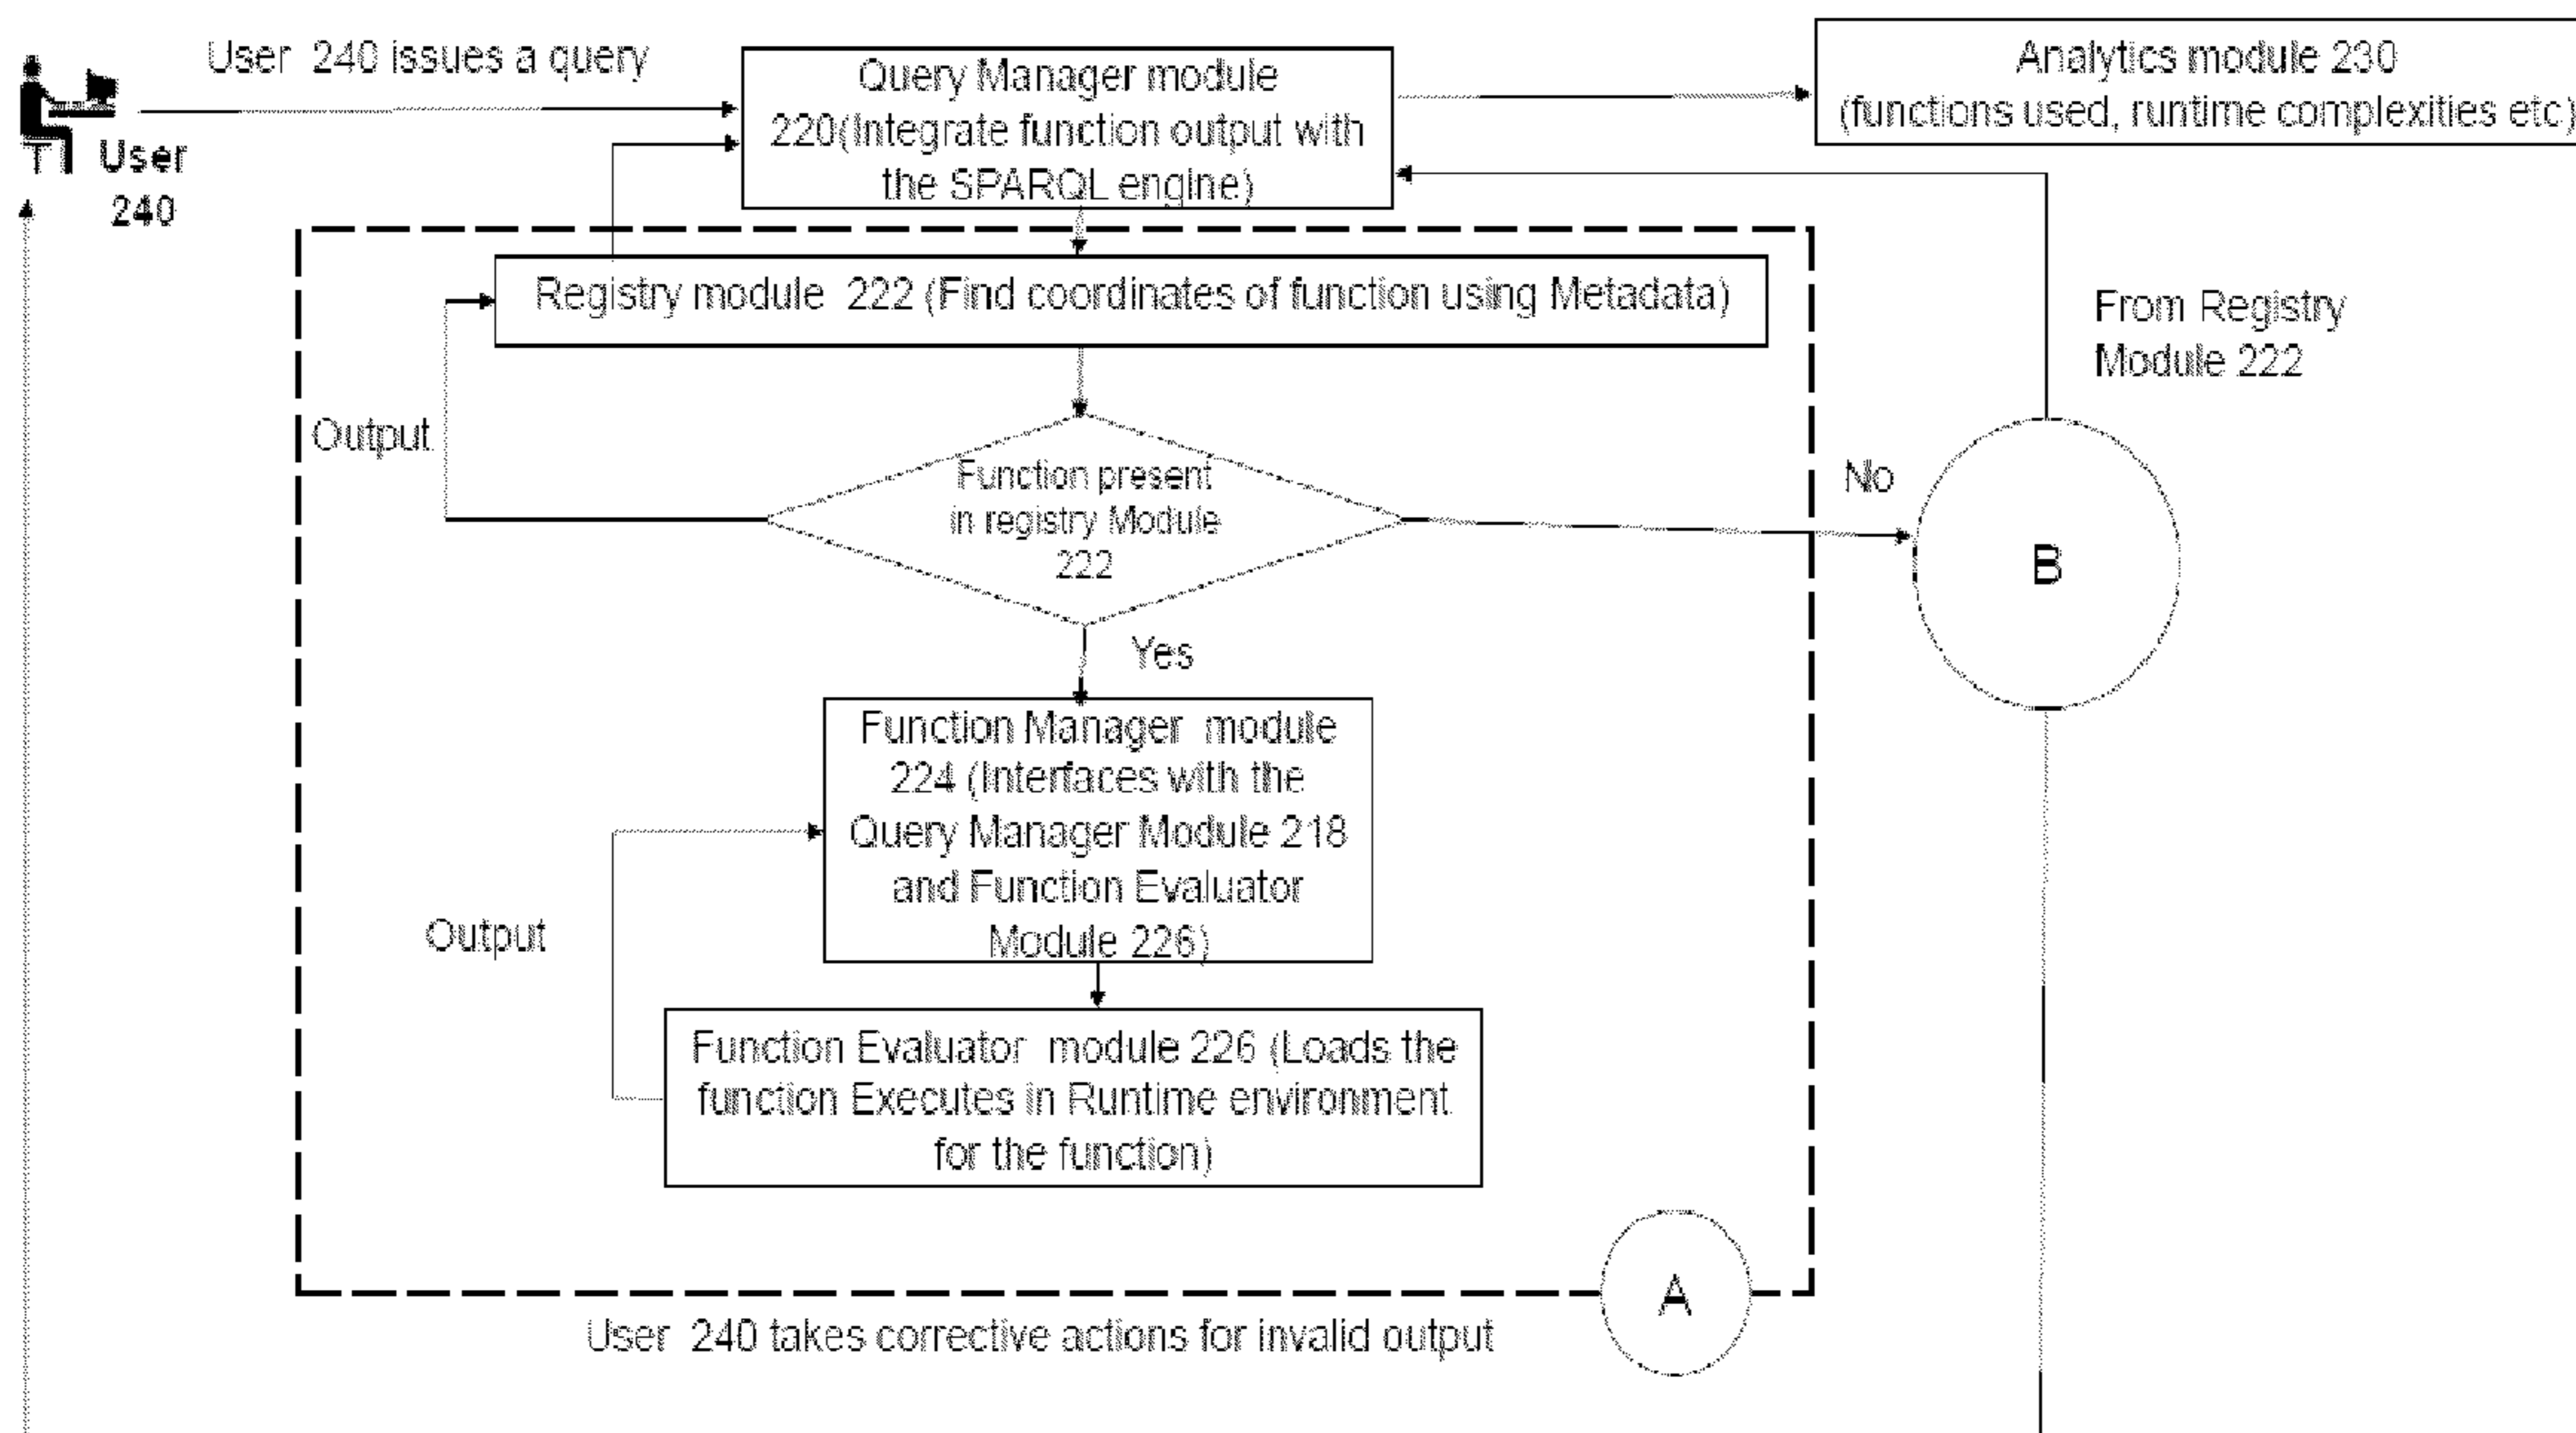 User 240 issues a query
User
240
Query Manager module
220(Integrate function output with
the SPARQL engine)
Analytics module 230
(functions used, runtime complexities etc)
Registry module 222 (Find coordinates of function using Metadata)
From Registry
Module 222
Output
Function present
in registry Module
222
No
B
Yes
Function Manager module
224 (Interfaces with the
Query Manager Module 218
and Function Evaluator
Module 226)
Output
Function Evaluator module 226 (Loads the
function Executes in Runtime environment
for the function)
A
User 240 takes corrective actions for invalid output